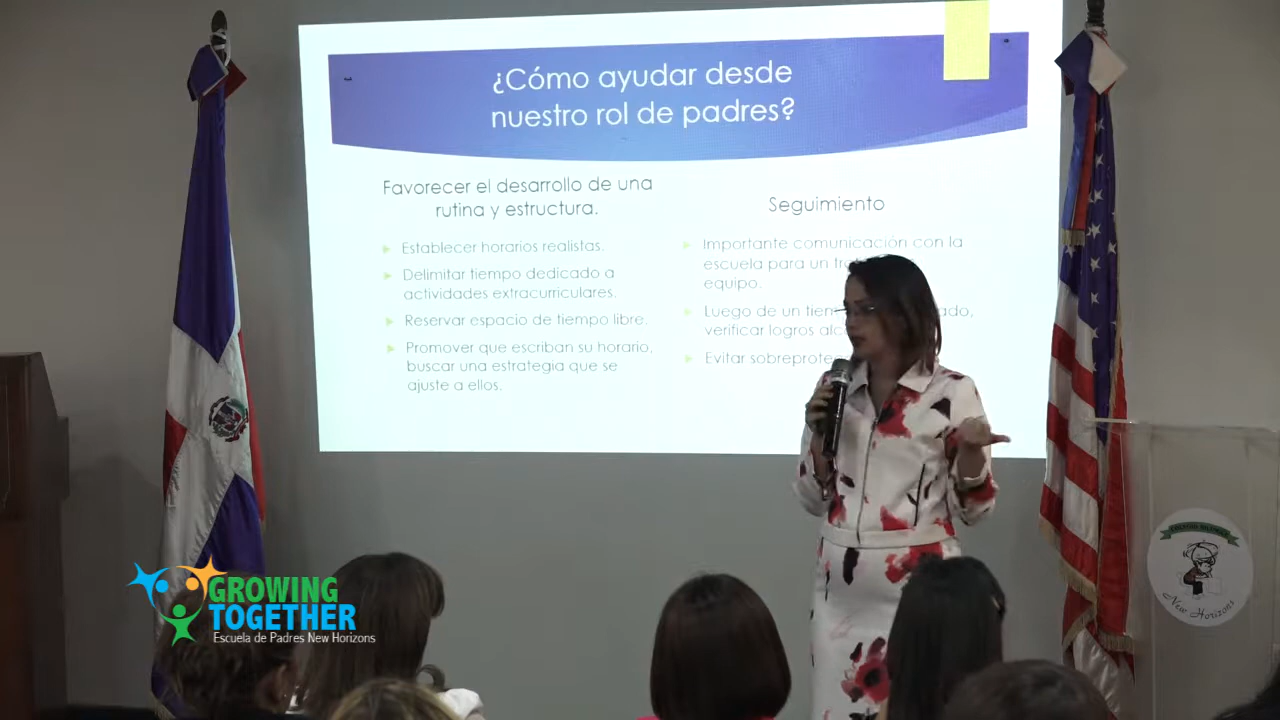 ¿Cómo ayudar desde
nuestro rol de padres?
Favorecer el desarrollo de una
rutina y estructura.
Establecer horarios realistas.
Delimitar tiempo dedicado a
actividades extracurriculares.
Reservar espacio de tiempo libre.
Promover que escriban su horario,
buscar una estrategia que se
ajuste a ellos.
Seguimiento
Importante comunicación con la
escuela para un
equipo.
Luego de un
verificar logros
Evitar
GROWING
TOGETHER
Escuela de Padres New Horizons
New Horizons